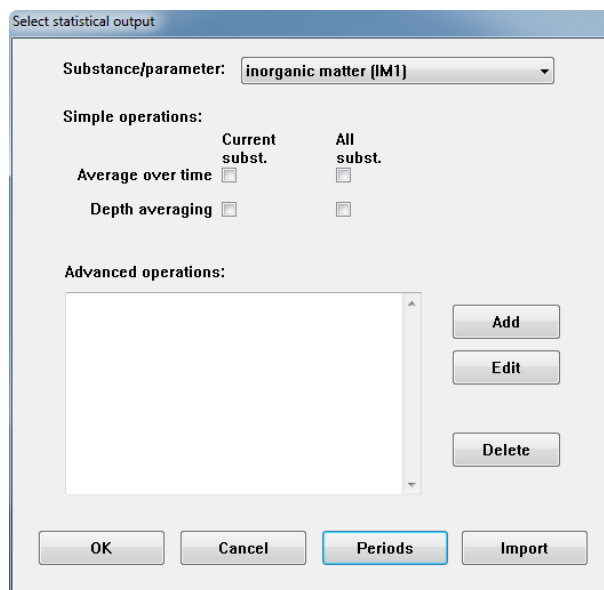 Select statistical output
Substance/parameter: inorganic matter (IM1)
Simple operations:
Current All
subst. subst.
Average over time
Depth averaging
Advanced operations:
Add
Edit
Delete
OK Cancel Periods Import